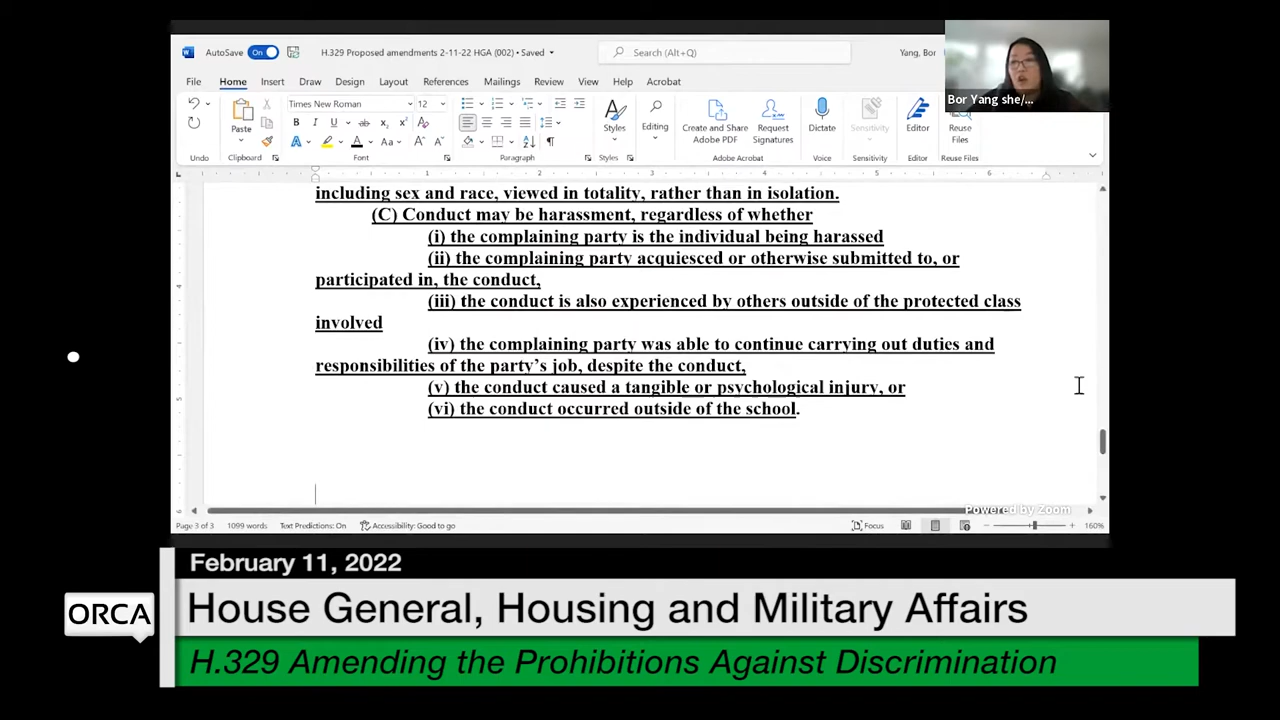 AutoSave On H.329 Proposed amendments 2-11-22 HGA (002) • Saved Search (Alt+Q) Yang, Bor
File Home Insert Draw Design Layout References Mailings Review View Help Acrobat
Times New Roman 12
Paste Styles Editing Create and Share Adobe PDF Request Signatures Dictate Sensitivity Editor Reuse Files
Undo Clipboard Font Paragraph Styles Adobe Acrobat Voice Sensitivity Editor Reuse Files
Bor Yang she/...
1 2 3 4 5 6
including sex and race, viewed in totality, rather than in isolation.
(C) Conduct may be harassment, regardless of whether
(i) the complaining party is the individual being harassed
(ii) the complaining party acquiesced or otherwise submitted to, or
participated in, the conduct,
(iii) the conduct is also experienced by others outside of the protected class
involved
(iv) the complaining party was able to continue carrying out duties and
responsibilities of the party's job, despite the conduct,
(v) the conduct caused a tangible or psychological injury, or
(vi) the conduct occurred outside of the school.
Powered by Zoom
Page 3 of 3 1099 words Text Predictions: On Accessibility: Good to go Focus 160%
February 11, 2022
ORCA
House General, Housing and Military Affairs
H.329 Amending the Prohibitions Against Discrimination